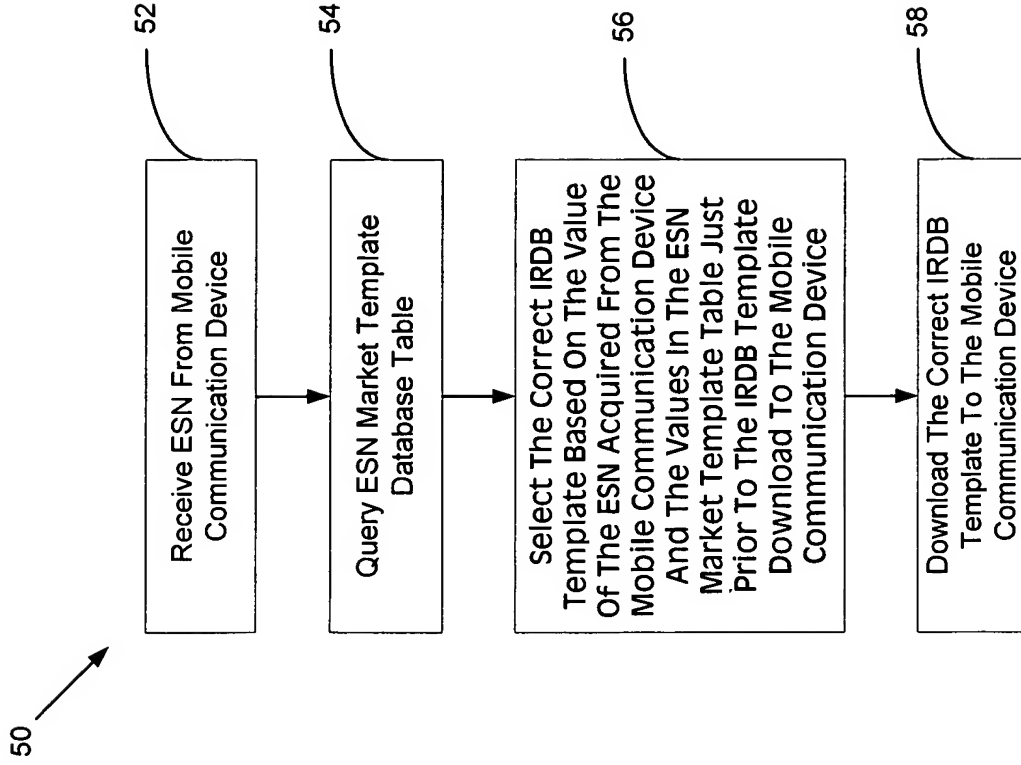 50
52
Receive ESN From Mobile
Communication Device
54
Query ESN Market Template
Database Table
56
Select The Correct IRDB
Template Based On The Value
Of The ESN Acquired From The
Mobile Communication Device
And The Values In The ESN
Market Template Table Just
Prior To The IRDB Template
Download To The Mobile
Communication Device
58
Download The Correct IRDB
Template To The Mobile
Communication Device